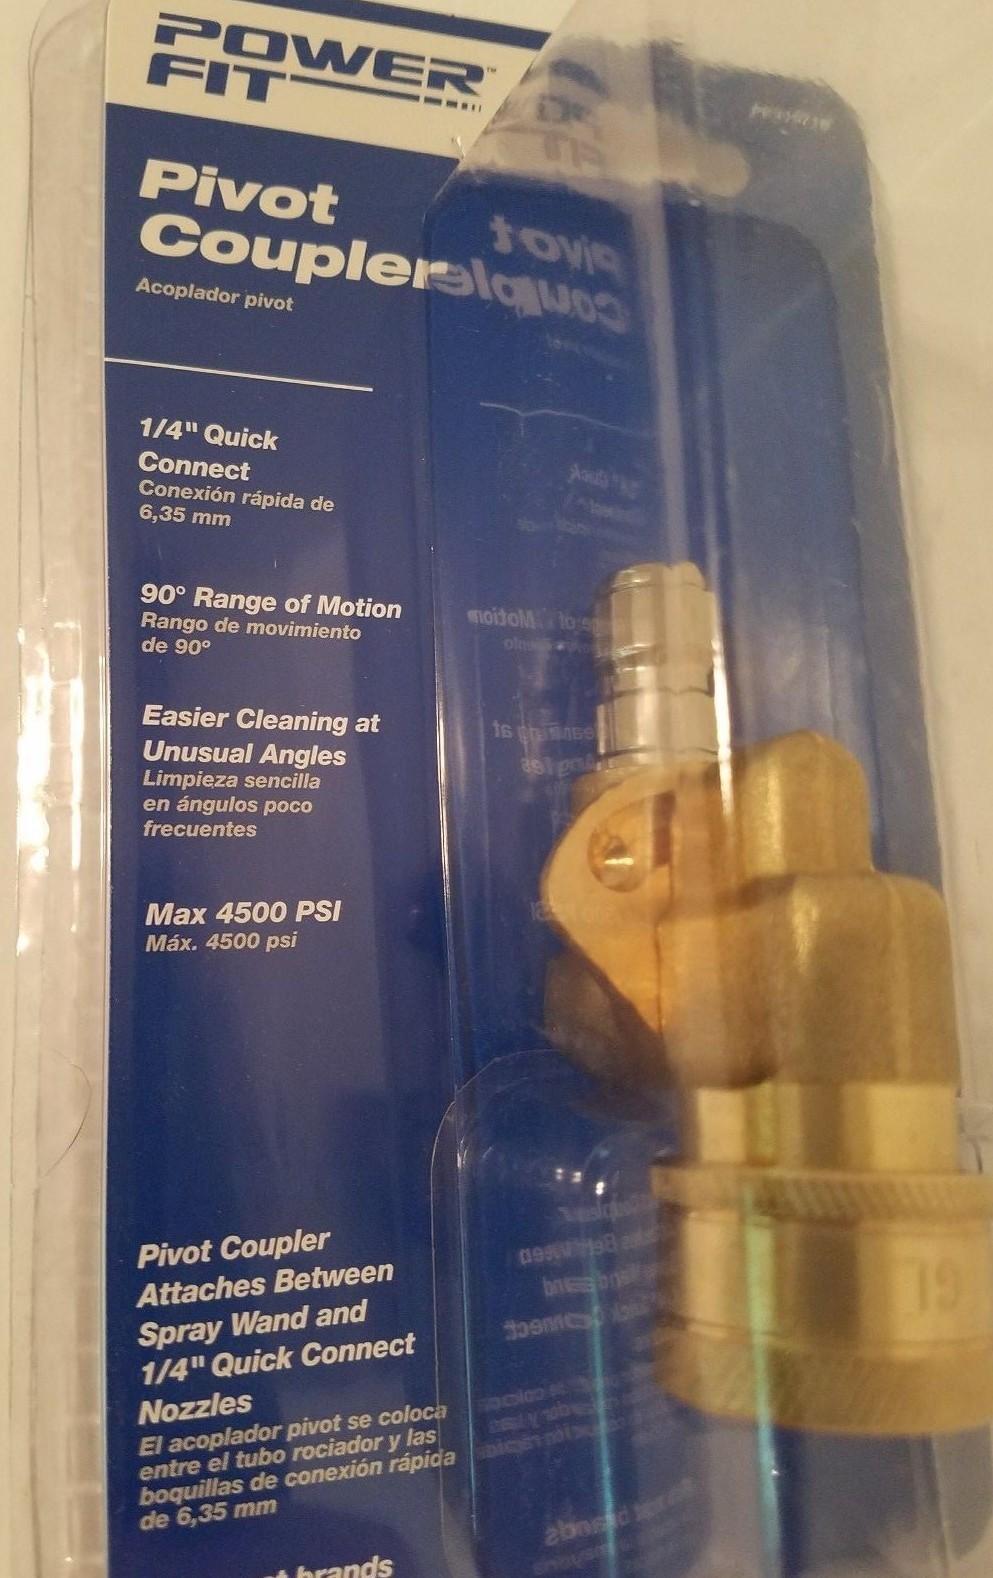 POWER
FIT™
Pivot
Coupler
Acoplador pivot
1/4" Quick
Connect
Conexión rápida de
6,35 mm
90° Range of Motion
Rango de movimiento
de 90°
Easier Cleaning at
Unusual Angles
Limpieza sencilla
en ángulos poco
frecuentes
Max 4500 PSI
Máx. 4500 psi
Pivot Coupler
Attaches Between
Spray Wand and
1/4" Quick Connect
Nozzles
El acoplador pivot se coloca
entre el tubo rociador y las
boquillas de conexión rápida
de 6,35 mm
brands